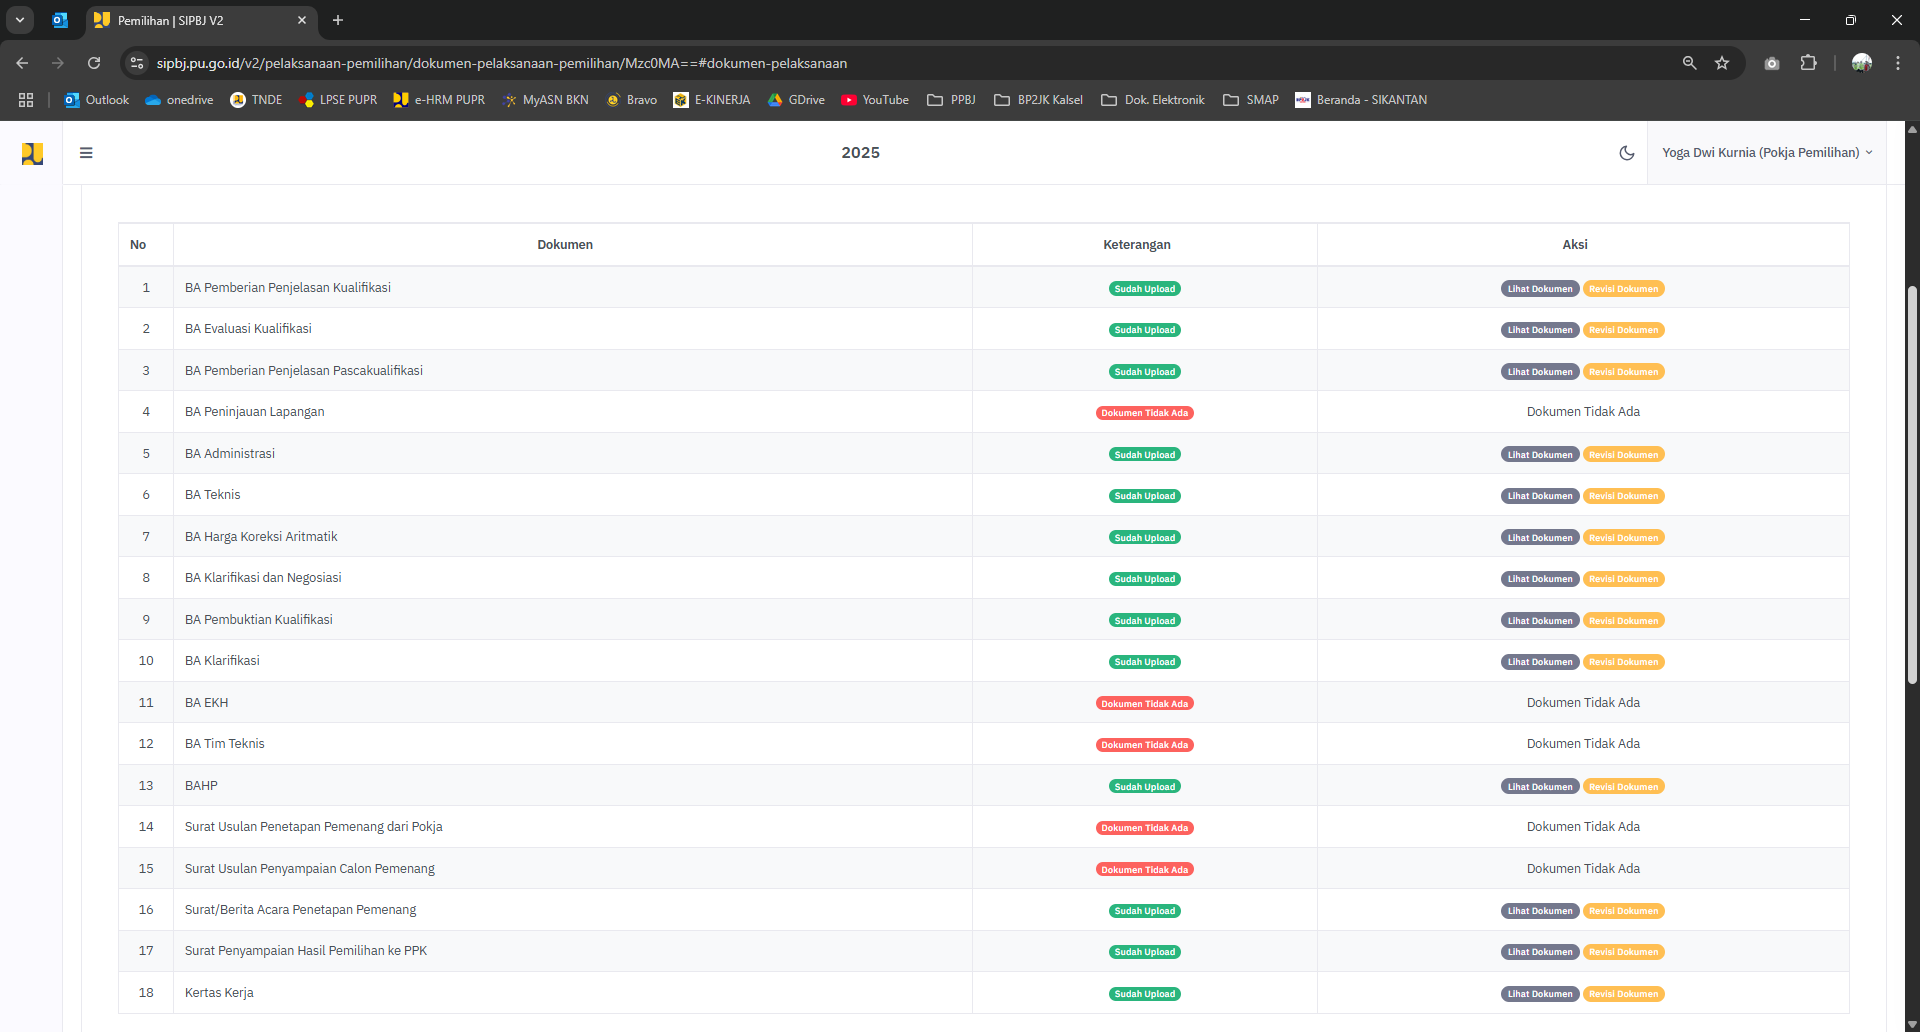 Pemilihan | SIPBJ V2
sipbj.pu.go.id/v2/pelaksanaan-pemilihan/dokumen-pelaksanaan-pemilihan/Mzc0MA==#dokumen-pelaksanaan
Outlook onedrive TNDE LPSE PUPR e-HRM PUPR MyASN BKN Bravo E-KINERJA GDrive YouTube PPBJ BP2JK Kalsel Dok. Elektronik SMAP Beranda - SIKANTAN
2025 Yoga Dwi Kurnia (Pokja Pemilihan)
No Dokumen Keterangan Aksi
1 BA Pemberian Penjelasan Kualifikasi Sudah Upload Lihat Dokumen Revisi Dokumen
2 BA Evaluasi Kualifikasi Sudah Upload Lihat Dokumen Revisi Dokumen
3 BA Pemberian Penjelasan Pascakualifikasi Sudah Upload Lihat Dokumen Revisi Dokumen
4 BA Peninjauan Lapangan Dokumen Tidak Ada Dokumen Tidak Ada
5 BA Administrasi Sudah Upload Lihat Dokumen Revisi Dokumen
6 BA Teknis Sudah Upload Lihat Dokumen Revisi Dokumen
7 BA Harga Koreksi Aritmatik Sudah Upload Lihat Dokumen Revisi Dokumen
8 BA Klarifikasi dan Negosiasi Sudah Upload Lihat Dokumen Revisi Dokumen
9 BA Pembuktian Kualifikasi Sudah Upload Lihat Dokumen Revisi Dokumen
10 BA Klarifikasi Sudah Upload Lihat Dokumen Revisi Dokumen
11 BA EKH Dokumen Tidak Ada Dokumen Tidak Ada
12 BA Tim Teknis Dokumen Tidak Ada Dokumen Tidak Ada
13 BAHP Sudah Upload Lihat Dokumen Revisi Dokumen
14 Surat Usulan Penetapan Pemenang dari Pokja Dokumen Tidak Ada Dokumen Tidak Ada
15 Surat Usulan Penyampaian Calon Pemenang Dokumen Tidak Ada Dokumen Tidak Ada
16 Surat/Berita Acara Penetapan Pemenang Sudah Upload Lihat Dokumen Revisi Dokumen
17 Surat Penyampaian Hasil Pemilihan ke PPK Sudah Upload Lihat Dokumen Revisi Dokumen
18 Kertas Kerja Sudah Upload Lihat Dokumen Revisi Dokumen